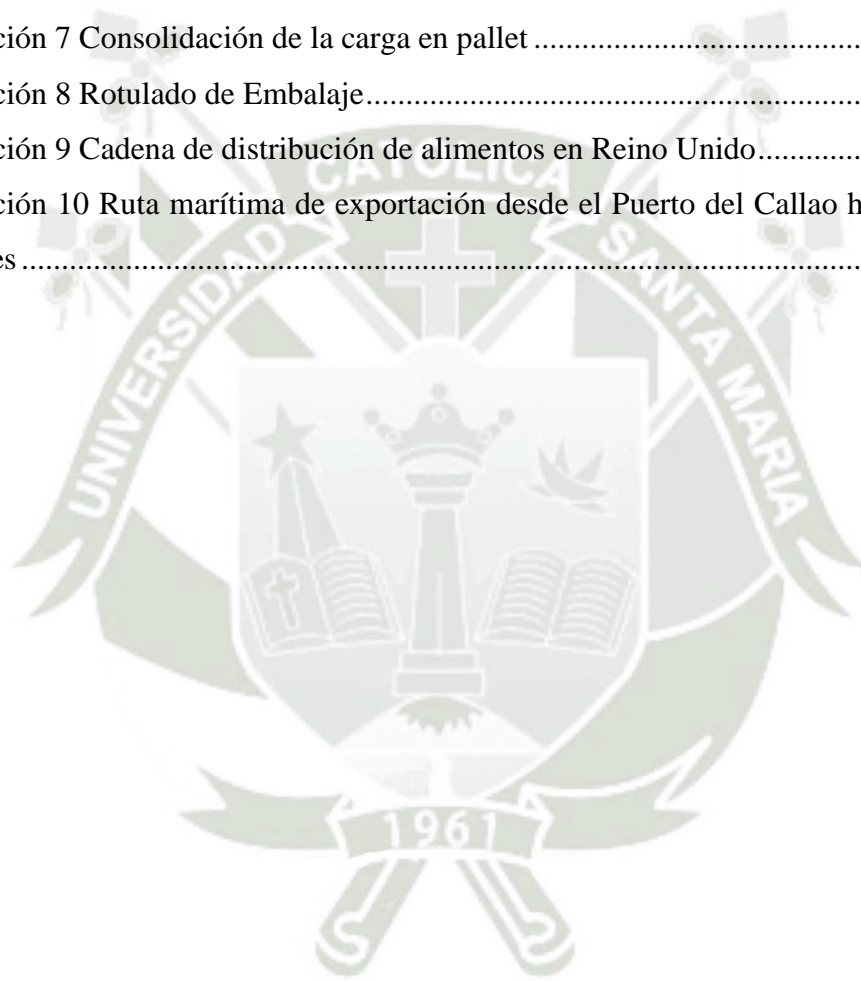 ción 7 Consolidación de la carga en pallet ...........................................
ción 8 Rotulado de Embalaje.................................................................
ción 9 Cadena de distribución de alimentos en Reino Unido..............
ción 10 Ruta marítima de exportación desde el Puerto del Callao h
es ............................................................................................................
UNIVERSIDAD CATOLICA SANTA MARIA
1961